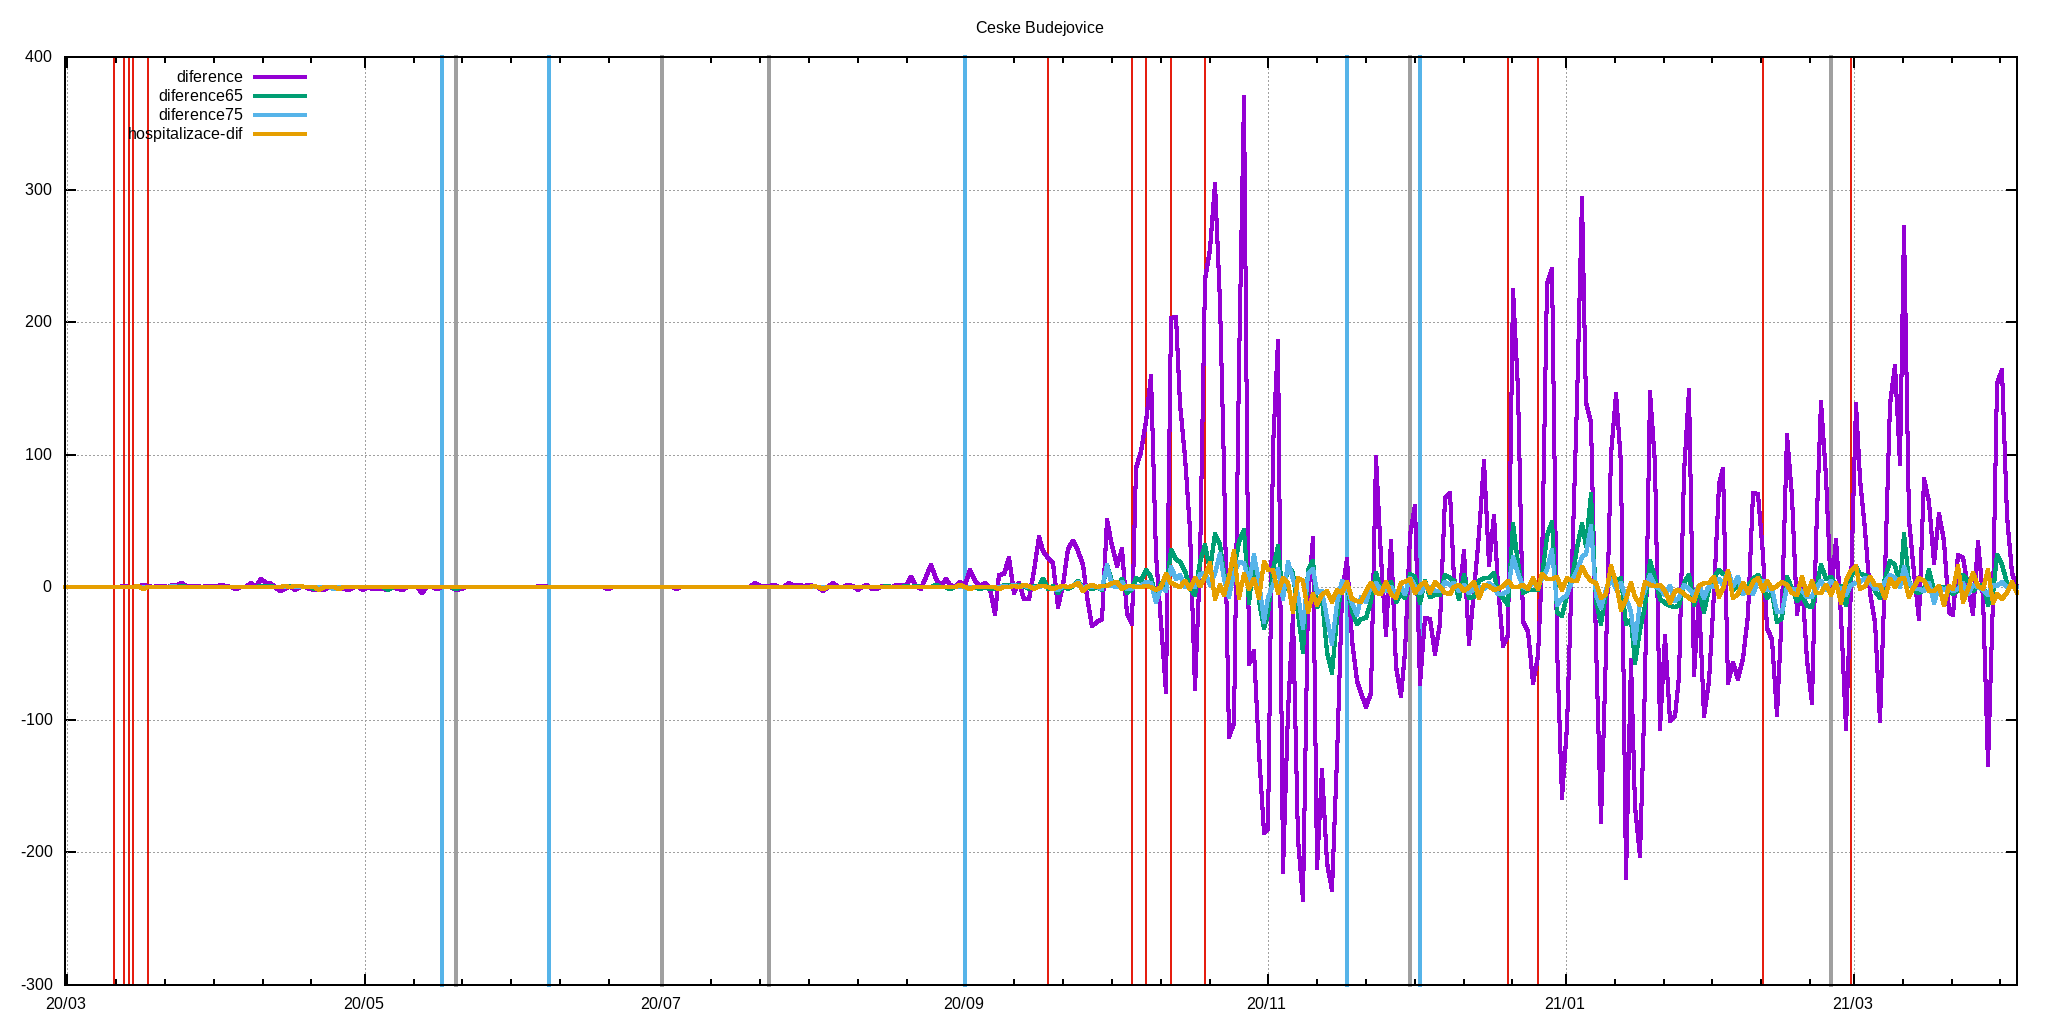 Ceske Budejovice
400
diference
diference65
diference75
hospitalizace-dif
300
200
100
0
-100
-200
-300
20/03 20/05 20/07 20/09 20/11 21/01 21/03